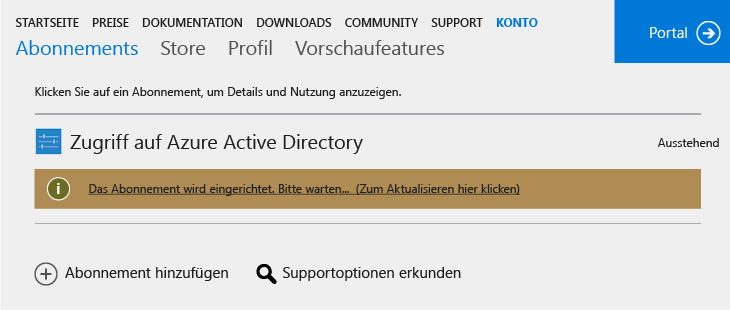 STARTSEITE PREISE DOKUMENTATION DOWNLOADS COMMUNITY SUPPORT KONTO
Abonnements Store Profil Vorschaufeatures
Portal
Klicken Sie auf ein Abonnement, um Details und Nutzung anzuzeigen.
Zugriff auf Azure Active Directory
Ausstehend
Das Abonnement wird eingerichtet. Bitte warten... (Zum Aktualisieren hier klicken)
Abonnement hinzufügen Supportoptionen erkunden